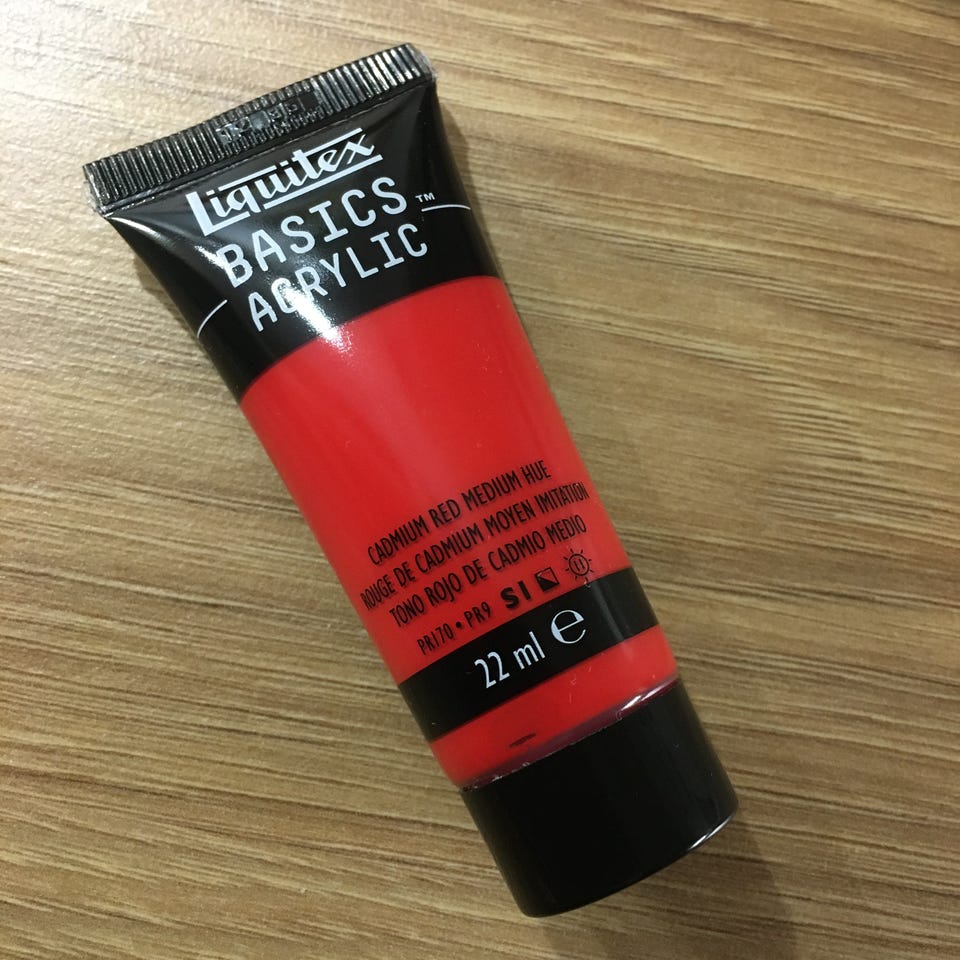 Liquitex
BASICS™
ACRYLIC
CADMIUM RED MEDIUM HUE
ROUGE DE CADMIUM MOYEN IMITATION
TONO ROJO DE CADMIO MEDIO
PR170 • PR9 S1 II
22 ml ℮